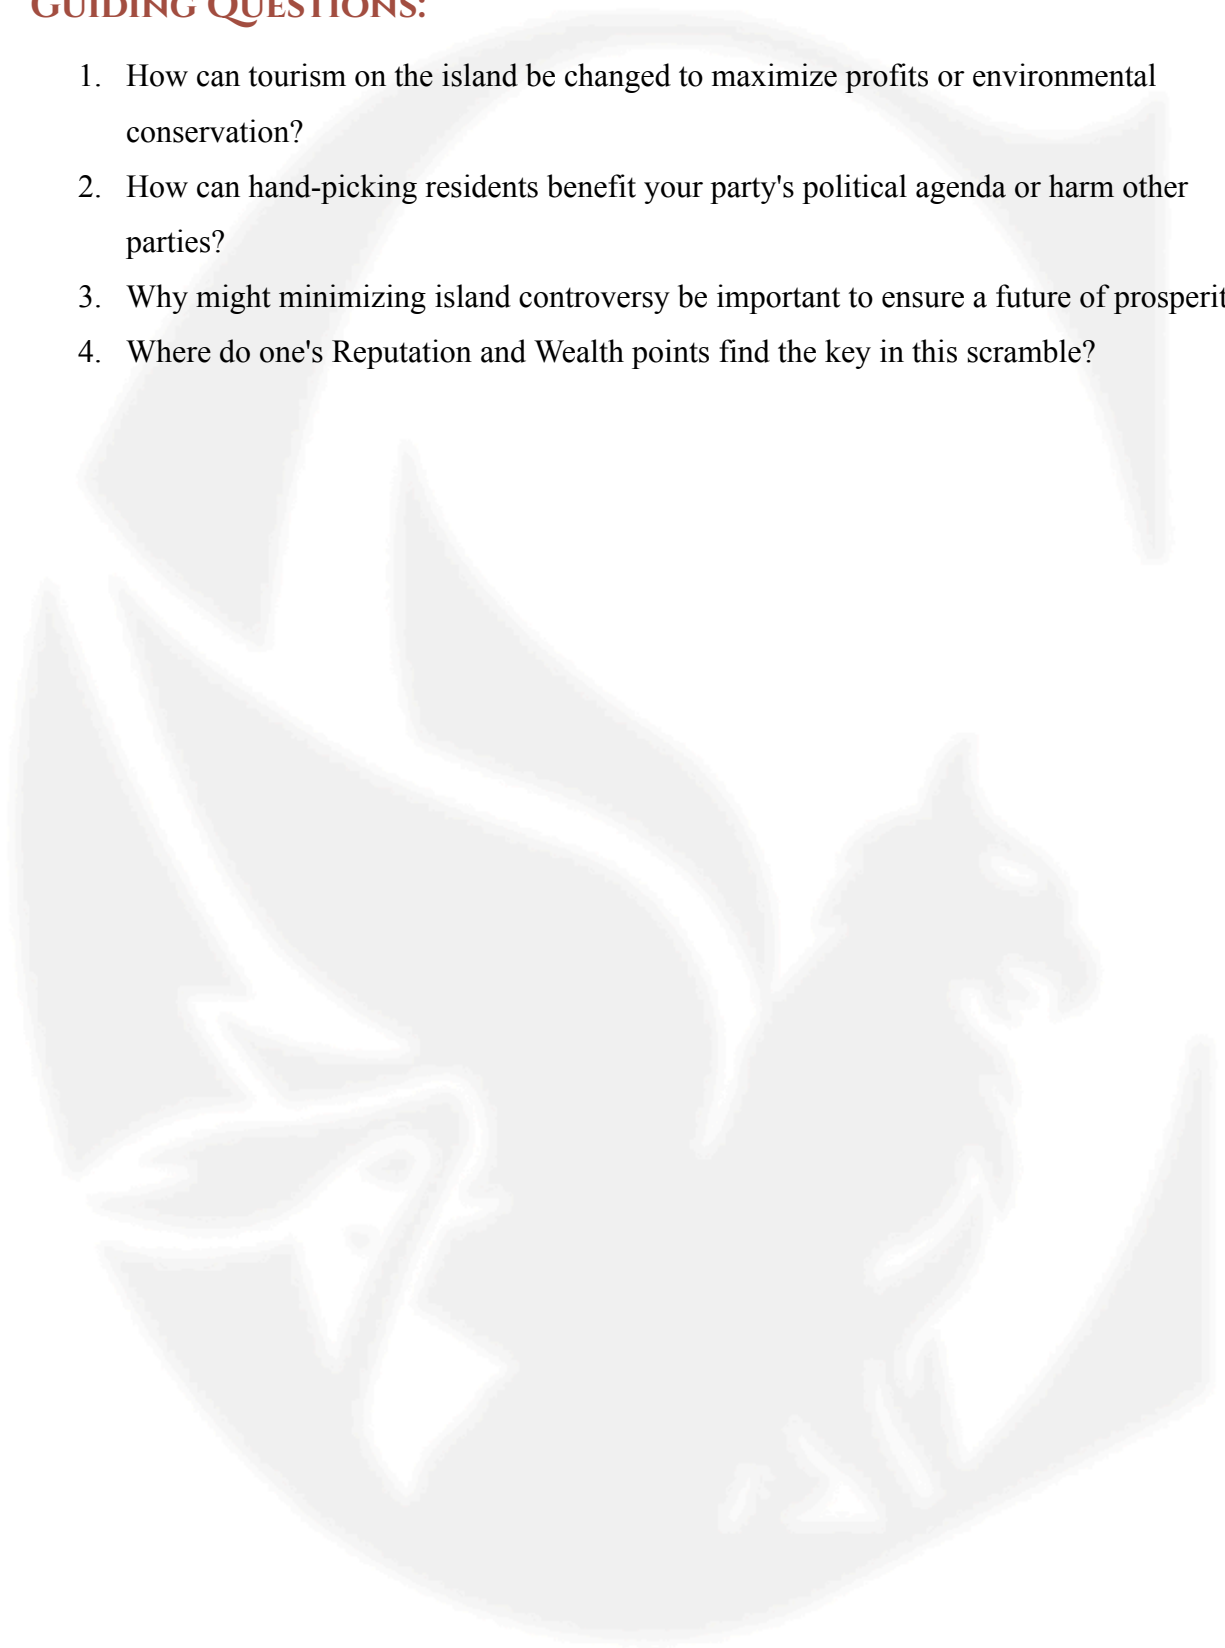 GUIDING QUESTIONS:
1. How can tourism on the island be changed to maximize profits or environmental
conservation?
2. How can hand-picking residents benefit your party's political agenda or harm other
parties?
3. Why might minimizing island controversy be important to ensure a future of prosperit
4. Where do one's Reputation and Wealth points find the key in this scramble?